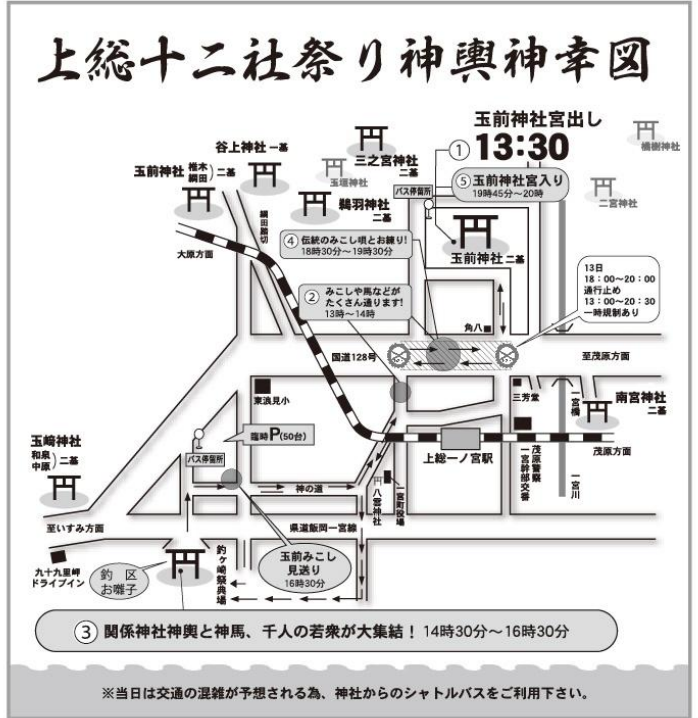 上総十二社祭り神輿神幸図
玉前神社宮出し
① 13:30
⑤ 玉前神社宮入り
19時45分～20時
バス停留所
橘樹神社
二宮神社
三之宮神社
二基
谷上神社 一基
玉垣神社
玉前神社 椎木 綱田 二基
鵜羽神社
二基
玉前神社 二基
④ 伝統のみこし唄とお練り!
18時30分～19時30分
綱田踏切
大原方面
② みこしや馬などが
たくさん通ります!
13時～14時
13日
18:00～20:00
通行止め
13:00～20:30
一時規制あり
角八
国道128号
至茂原方面
東浪見小
三芳堂
一宮橋
南宮神社
二基
玉﨑神社
和泉 中原 二基
臨時P(50台)
バス停留所
上総一ノ宮駅
茂原警察
一宮幹部交番
茂原方面
一宮川
神の道
八雲神社
一宮町役場
至いすみ方面
県道飯岡一宮線
九十九里岬
ドライブイン
釣区
お囃子
釣ヶ崎祭典場
玉前みこし
見送り
16時30分
③ 関係神社神輿と神馬、千人の若衆が大集結! 14時30分～16時30分
※当日は交通の混雑が予想される為、神社からのシャトルバスをご利用下さい。